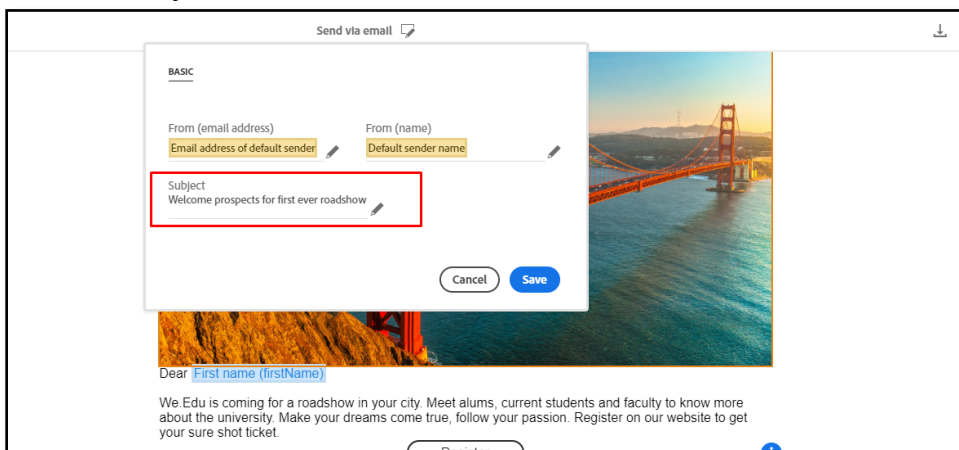 Send via email
BASIC
From (email address) From (name)
Email address of default sender Default sender name
Subject
Welcome prospects for first ever roadshow
Cancel Save
Dear First name (firstName)
We.Edu is coming for a roadshow in your city. Meet alums, current students and faculty to know more
about the university. Make your dreams come true, follow your passion. Register on our website to get
your sure shot ticket.
Register